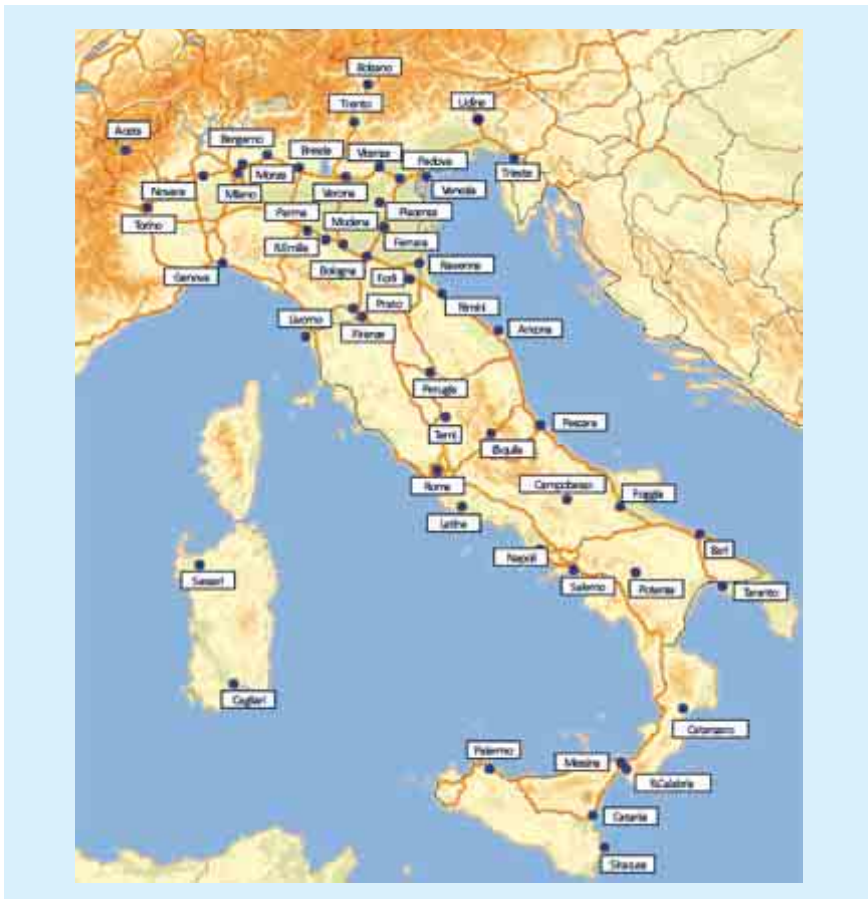 Bolzano
Trento
Udine
Aosta
Bergamo
Brescia
Vicenza
Padova
Trieste
Novara
Milano
Monza
Verona
Venezia
Torino
Parma
Modena
Piacenza
R.Emilia
Ferrara
Genova
Bologna
Forlì
Ravenna
Livorno
Prato
Rimini
Firenze
Ancona
Perugia
Terni
Pescara
Roma
Campobasso
Foggia
Latina
Napoli
Bari
Sassari
Salerno
Potenza
Taranto
Cagliari
Catanzaro
Palermo
Messina
R.Calabria
Catania
Siracusa